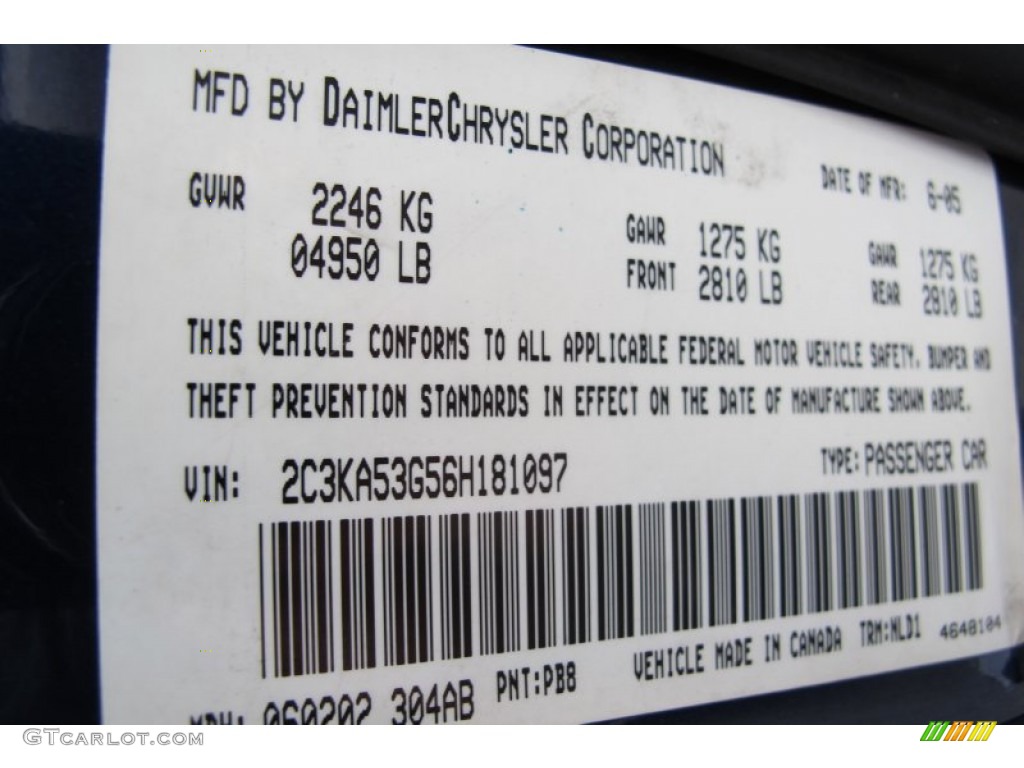 MFD BY DAIMLERCHRYSLER CORPORATION
DATE OF MFR: 6-05
GVWR 2246 KG
04950 LB
GAWR 1275 KG
FRONT 2810 LB
GAWR 1275 KG
REAR 2810 LB
THIS VEHICLE CONFORMS TO ALL APPLICABLE FEDERAL MOTOR VEHICLE SAFETY, BUMPER AND
THEFT PREVENTION STANDARDS IN EFFECT ON THE DATE OF MANUFACTURE SHOWN ABOVE.
VIN: 2C3KA53G56H181097
TYPE: PASSENGER CAR
MDH: 060202 304AB
PNT:PB8
VEHICLE MADE IN CANADA
TRM:NLD1
4648104
GTCARLOT.COM